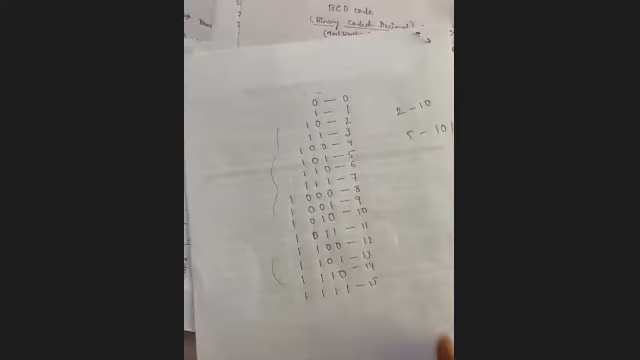 BCD code
(Binary Coded Decimal)
0 - 0
1 - 1
1 0 - 2
1 1 - 3
1 0 0 - 4
1 0 1 - 5
1 1 0 - 6
1 1 1 - 7
1 0 0 0 - 8
1 0 0 1 - 9
1 0 1 0 - 10
1 0 1 1 - 11
1 1 0 0 - 12
1 1 0 1 - 13
1 1 1 0 - 14
1 1 1 1 - 15
2 - 10
5 - 101